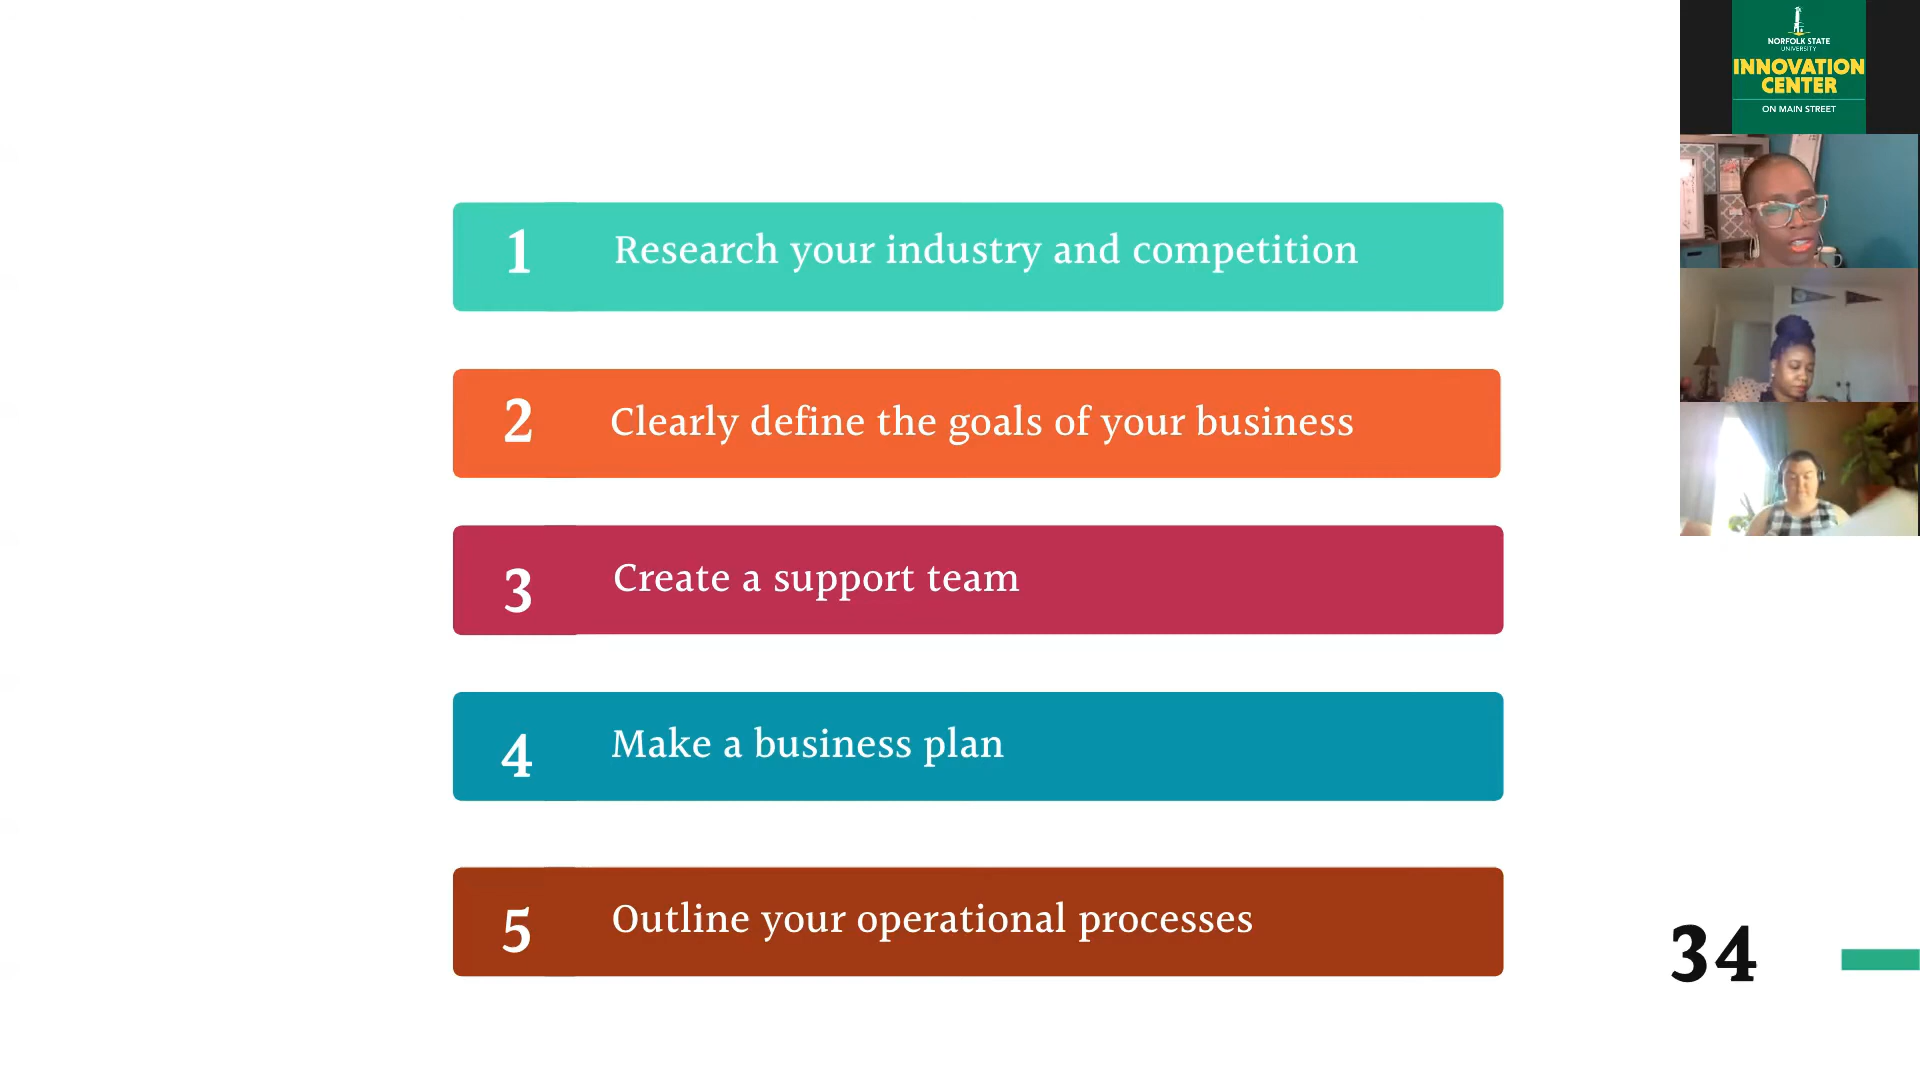 NORFOLK STATE
UNIVERSITY
INNOVATION
CENTER
ON MAIN STREET
1 Research your industry and competition
2 Clearly define the goals of your business
3 Create a support team
4 Make a business plan
5 Outline your operational processes
34